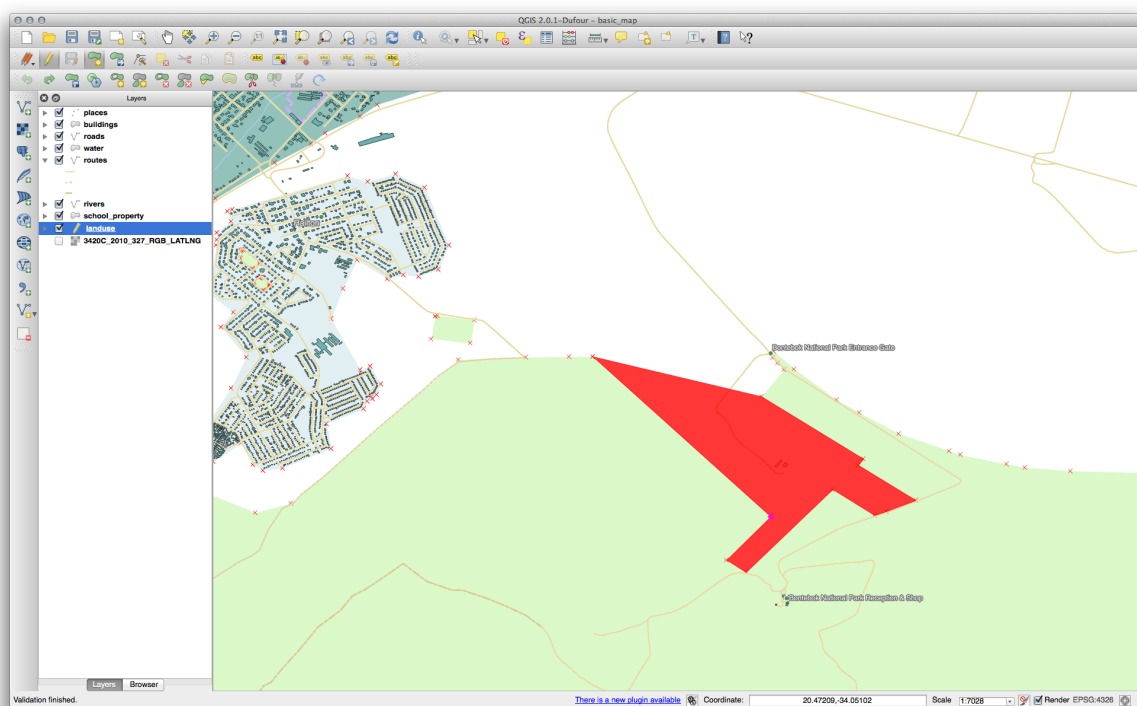 QGIS 2.0.1-Dufour - basic_map
Layers
places
buildings
roads
water
routes
rivers
school_property
landuse
3420C_2010_327_RGB_LATLNG
Railton
Bontebok National Park Entrance Gate
Bontebok National Park Reception & Shop
Layers
Browser
Validation finished.
There is a new plugin available
Coordinate:
20.47209,-34.05102
Scale
1:7028
Render
EPSG:4326